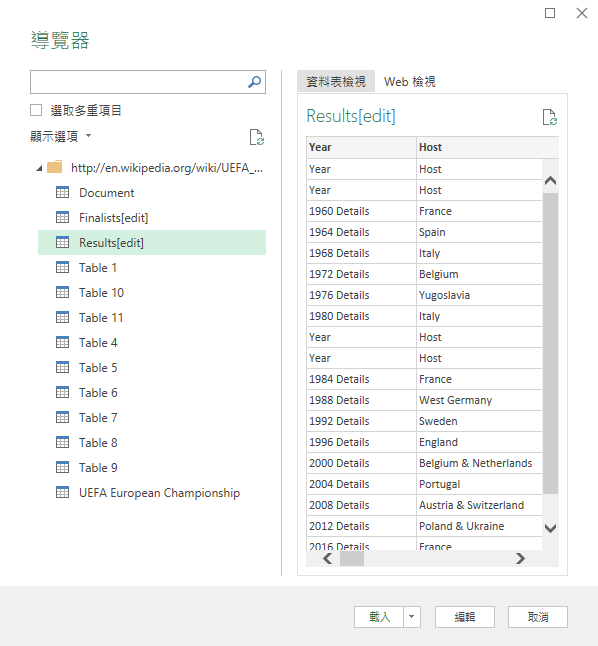 導覽器
選取多重項目
顯示選項
http://en.wikipedia.org/wiki/UEFA_...
Document
Finalists[edit]
Results[edit]
Table 1
Table 10
Table 11
Table 4
Table 5
Table 6
Table 7
Table 8
Table 9
UEFA European Championship
資料表檢視 Web 檢視
Results[edit]
Year Host
Year Host
Year Host
1960 Details France
1964 Details Spain
1968 Details Italy
1972 Details Belgium
1976 Details Yugoslavia
1980 Details Italy
Year Host
Year Host
1984 Details France
1988 Details West Germany
1992 Details Sweden
1996 Details England
2000 Details Belgium & Netherlands
2004 Details Portugal
2008 Details Austria & Switzerland
2012 Details Poland & Ukraine
2016 Details France
載入 編輯 取消